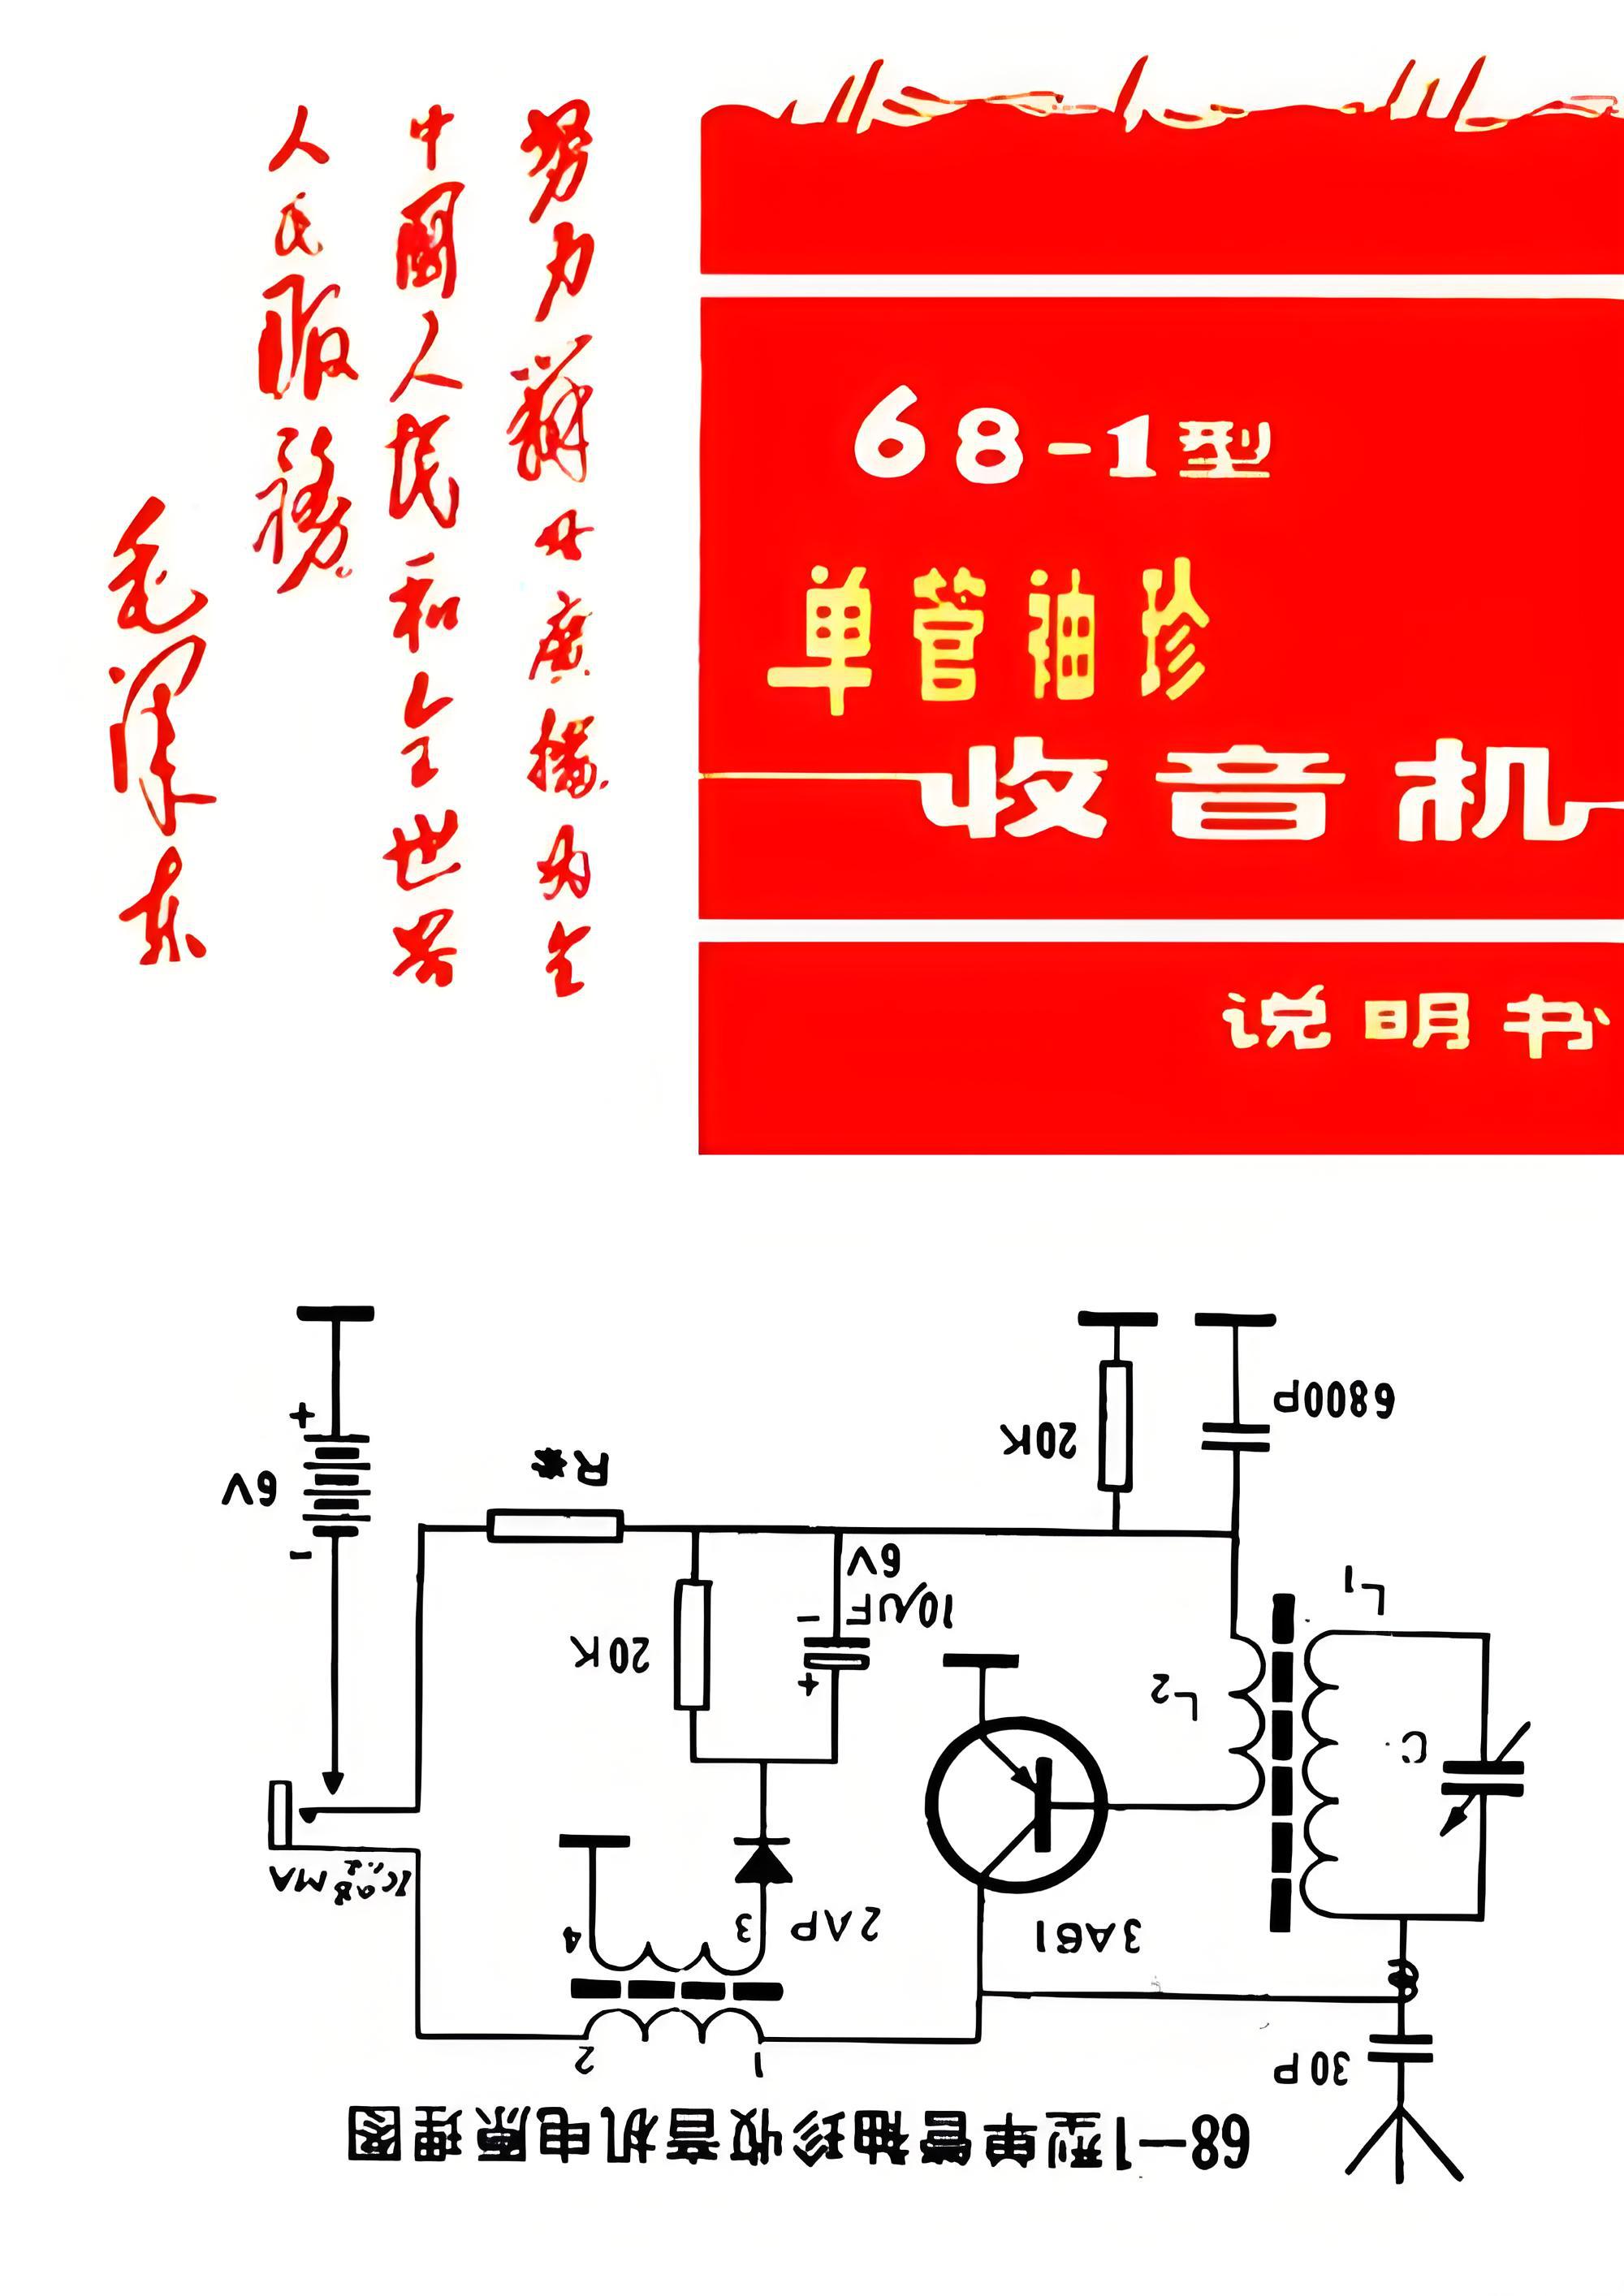 努力办好广播为全
中國人民和全世界
人民服務。
毛泽东
68-1型
单管袖珍
收音机
说明书
68—1型单管袖珍收音机电原理图
30P
1
2
3
4
2AP
3AG1
C
L1
L2
20K
10μF
6V
20K
R*
6V
+
-
+
-
6800P